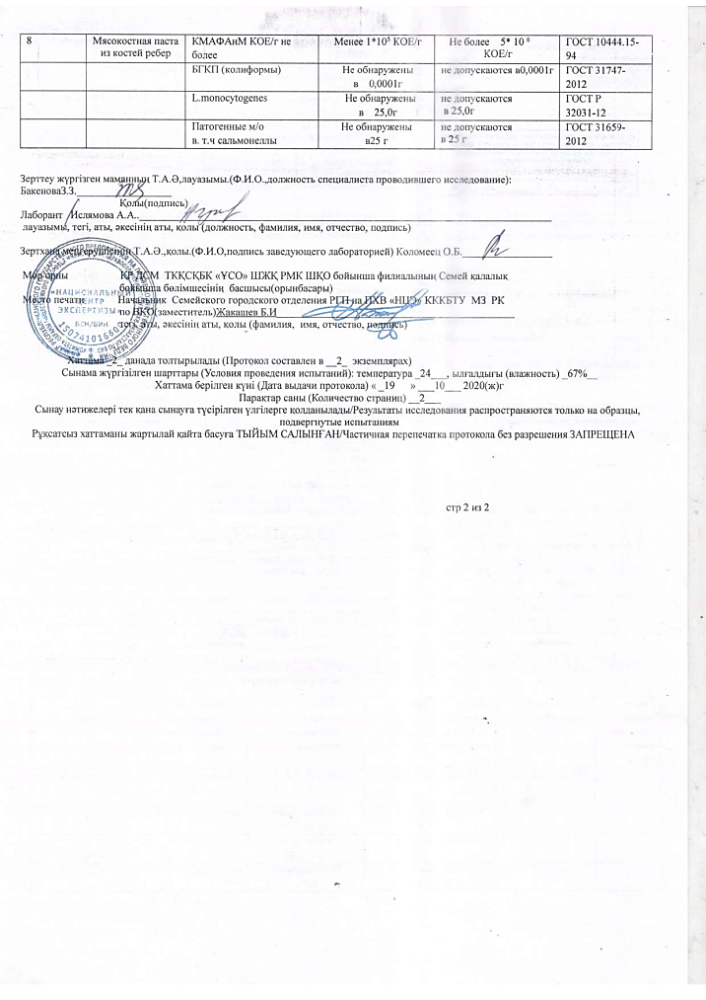 8 Мясокостная паста КМАФАнМ КОЕ/г не Менее 1*10⁵ КОЕ/г Не более 5* 10 ⁶ ГОСТ 10444.15-
из костей ребер более КОЕ/г 94
БГКП (колиформы) Не обнаружены не допускаются в0,0001г ГОСТ 31747-
в 0,0001г 2012
L.monocytogenes Не обнаружены не допускаются ГОСТ Р
в 25,0г в 25,0г 32031-12
Патогенные м/о Не обнаружены не допускаются ГОСТ 31659-
в. т.ч сальмонеллы в25 г в 25 г 2012
Зерттеу жүргізген маманның Т.А.Ә,лауазымы.(Ф.И.О.,должность специалиста проводившего исследование):
БакеноваЗ.З.
Қолы(подпись)
Лаборант Ислямова А.А..
лауазымы, тегі, аты, әкесінің аты, қолы (должность, фамилия, имя, отчество, подпись)
Зертхана меңгерушінің Т.А.Ә.,қолы.(Ф.И.О,подпись заведующего лабораторией) Коломеец О.Б.
Мөр орны ҚР ДСМ ТКҚСҚБК «ҰСО» ШЖҚ РМК ШҚО бойынша филиалының Семей қалалық
бойынша бөлімшесінің басшысы(орынбасары)
Место печати Начальник Семейского городского отделения РГП на ПХВ «НЦЭ» КККБТУ МЗ РК
по ВКО(заместитель)Жакашев Б.И
тегі, аты, әкесінің аты, қолы (фамилия, имя, отчество, подпись)
«НАЦИОНАЛЬНЫЙ
ЦЕНТР
ЭКСПЕРТИЗЫ»
БСН/БИН
Хаттама _2_ данада толтырылады (Протокол составлен в __2_ экземплярах)
Сынама жүргізілген шарттары (Условия проведения испытаний): температура _24___, ылғалдығы (влажность) _67%__
Хаттама берілген күні (Дата выдачи протокола) « _19 » ___10___ 2020(ж)г
Парақтар саны (Количество страниц) __2___
Сынау нәтижелері тек қана сынауға түсірілген үлгілерге қолданылады/Результаты исследования распространяются только на образцы,
подвергнутые испытаниям
Рұқсатсыз хаттаманы жартылай қайта басуға ТЫЙЫМ САЛЫНҒАН/Частичная перепечатка протокола без разрешения ЗАПРЕЩЕНА
стр 2 из 2